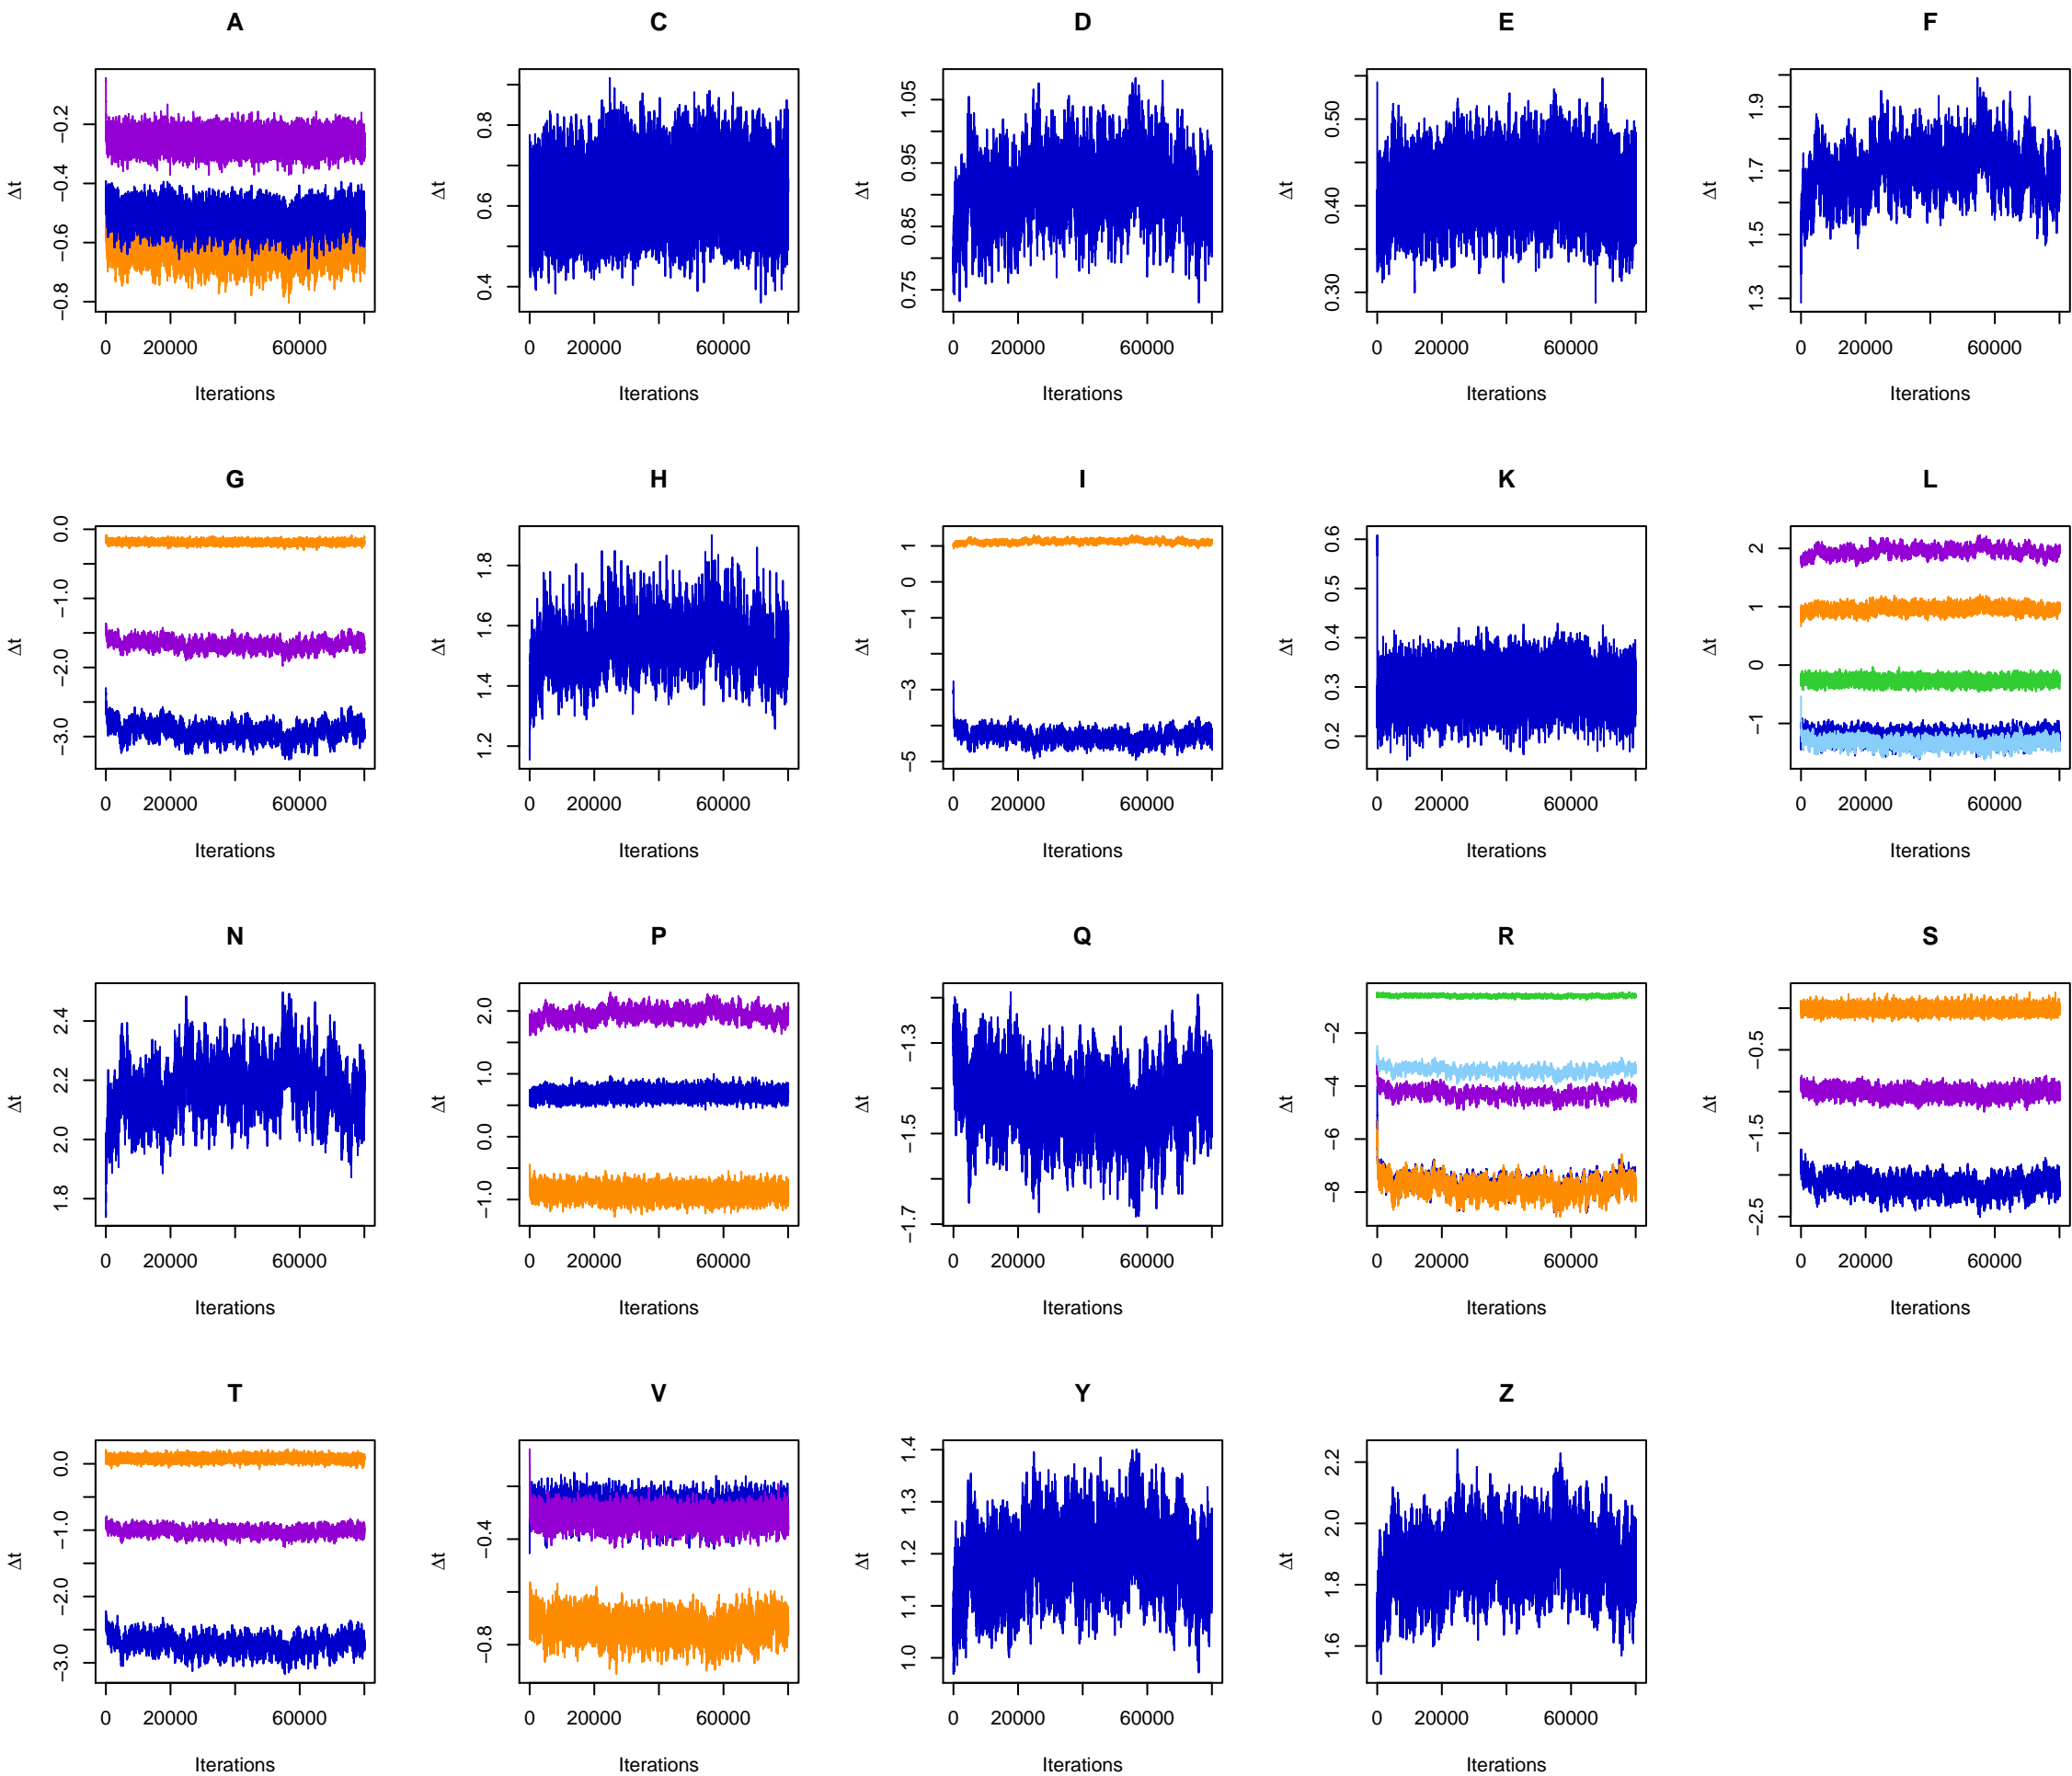 A
C
D
E
F
Δt
−0.8 −0.6 −0.4 −0.2
0 20000 60000
Iterations
Δt
0.4 0.6 0.8
0 20000 60000
Iterations
Δt
0.75 0.85 0.95 1.05
0 20000 60000
Iterations
Δt
0.30 0.40 0.50
0 20000 60000
Iterations
Δt
1.3 1.5 1.7 1.9
0 20000 60000
Iterations
G
H
I
K
L
Δt
−3.0 −2.0 −1.0 0.0
0 20000 60000
Iterations
Δt
1.2 1.4 1.6 1.8
0 20000 60000
Iterations
Δt
−5 −3 −1 0 1
0 20000 60000
Iterations
Δt
0.2 0.3 0.4 0.5 0.6
0 20000 60000
Iterations
Δt
−1 0 1 2
0 20000 60000
Iterations
N
P
Q
R
S
Δt
1.8 2.0 2.2 2.4
0 20000 60000
Iterations
Δt
−1.0 0.0 1.0 2.0
0 20000 60000
Iterations
Δt
−1.7 −1.5 −1.3
0 20000 60000
Iterations
Δt
−8 −6 −4 −2
0 20000 60000
Iterations
Δt
−2.5 −1.5 −0.5
0 20000 60000
Iterations
T
V
Y
Z
Δt
−3.0 −2.0 −1.0 0.0
0 20000 60000
Iterations
Δt
−0.8 −0.4
0 20000 60000
Iterations
Δt
1.0 1.1 1.2 1.3 1.4
0 20000 60000
Iterations
Δt
1.6 1.8 2.0 2.2
0 20000 60000
Iterations